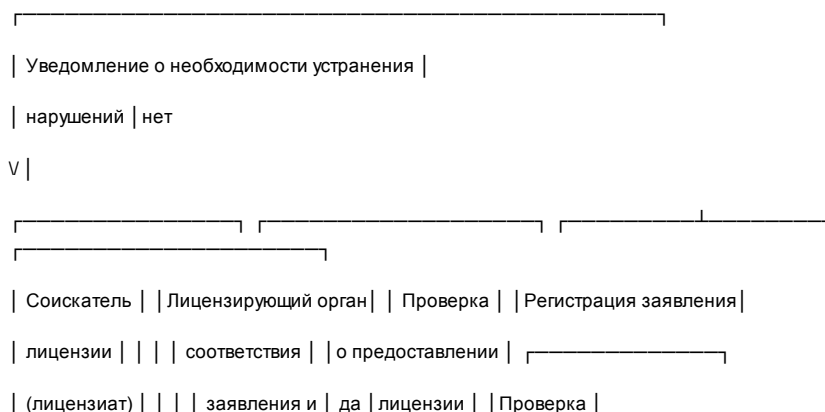 ┌──────────────────────────────────────────────┐
│ Уведомление о необходимости устранения │
│ нарушений │нет
\/ │
┌────────────────┐ ┌────────────────────┐ ┌──────────┴─────────
┌───────────────────────┐
│ Соискатель │ │Лицензирующий орган│ │ Проверка │ │Регистрация заявления│
│ лицензии │ │ │ │ соответствия │ │о предоставлении │ ┌──────────────┐
│ (лицензиат) │ │ │ │ заявления и │ да │лицензии │ │Проверка │